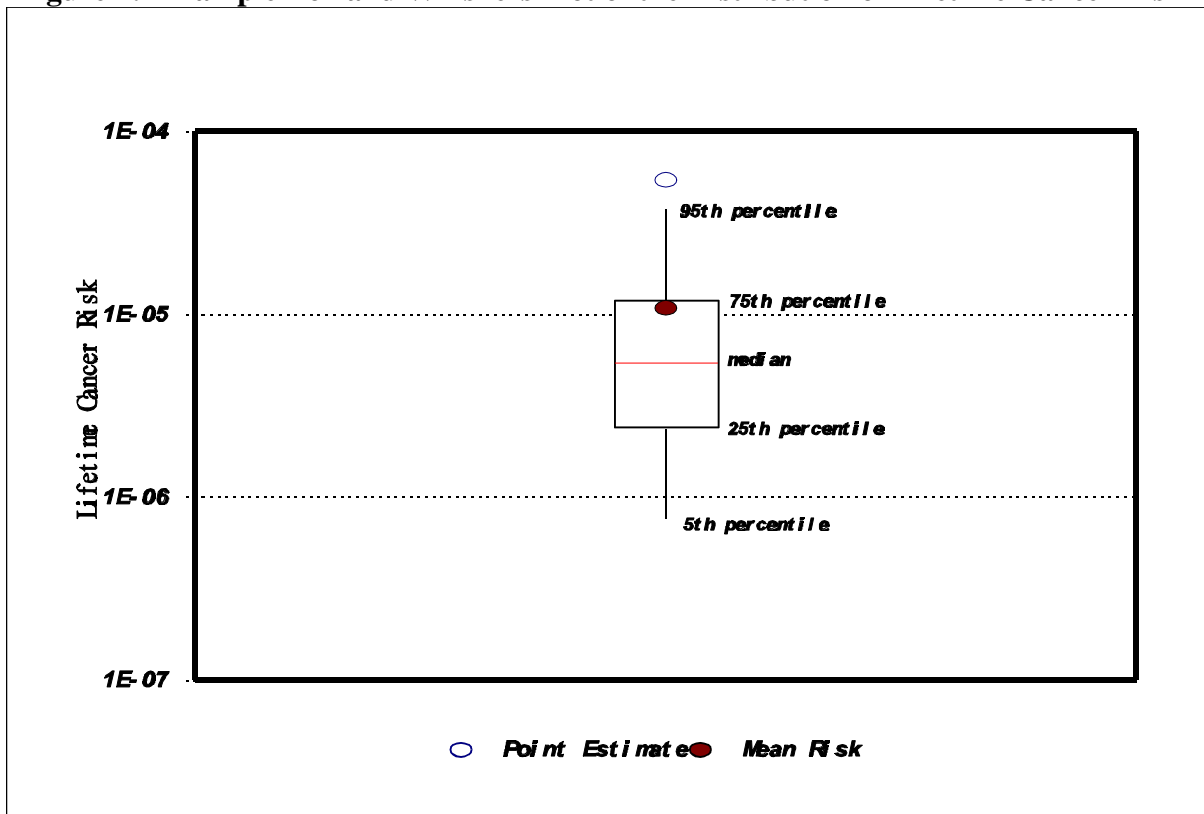 1E-04
95th percentile
75th percentile
1E-05
median
25th percentile
1E-06
5th percentile
1E-07
Lifetime Cancer Risk
Point Estimate Mean Risk